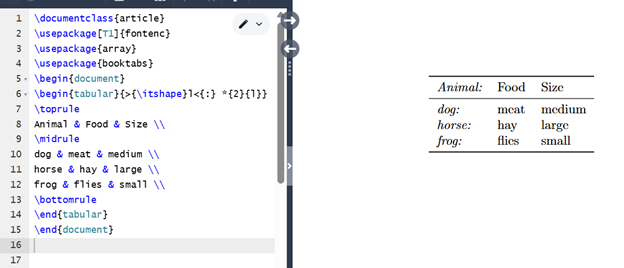 1 \documentclass{article}
2 \usepackage[T1]{fontenc}
3 \usepackage{array}
4 \usepackage{booktabs}
5 \begin{document}
6 \begin{tabular}{>{\itshape}l<{:} *{2}{l}}
7 \toprule
8 Animal & Food & Size \\
9 \midrule
10 dog & meat & medium \\
11 horse & hay & large \\
12 frog & flies & small \\
13 \bottomrule
14 \end{tabular}
15 \end{document}
16
17
Animal: Food Size
dog: meat medium
horse: hay large
frog: flies small